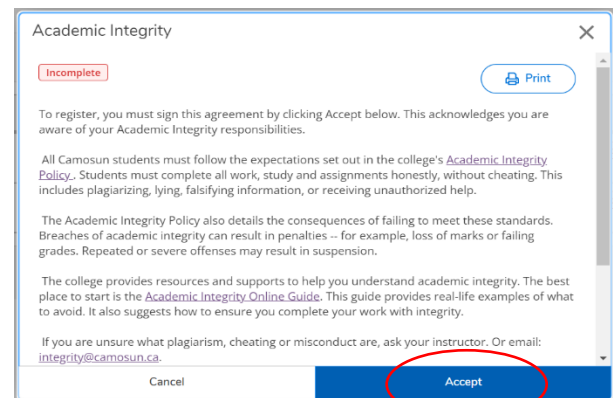 Academic Integrity
Incomplete
Print
To register, you must sign this agreement by clicking Accept below. This acknowledges you are
aware of your Academic Integrity responsibilities.
All Camosun students must follow the expectations set out in the college's Academic Integrity
Policy . Students must complete all work, study and assignments honestly, without cheating. This
includes plagiarizing, lying, falsifying information, or receiving unauthorized help.
The Academic Integrity Policy also details the consequences of failing to meet these standards.
Breaches of academic integrity can result in penalties -- for example, loss of marks or failing
grades. Repeated or severe offenses may result in suspension.
The college provides resources and supports to help you understand academic integrity. The best
place to start is the Academic Integrity Online Guide. This guide provides real-life examples of what
to avoid. It also suggests how to ensure you complete your work with integrity.
If you are unsure what plagiarism, cheating or misconduct are, ask your instructor. Or email:
integrity@camosun.ca.
Cancel
Accept